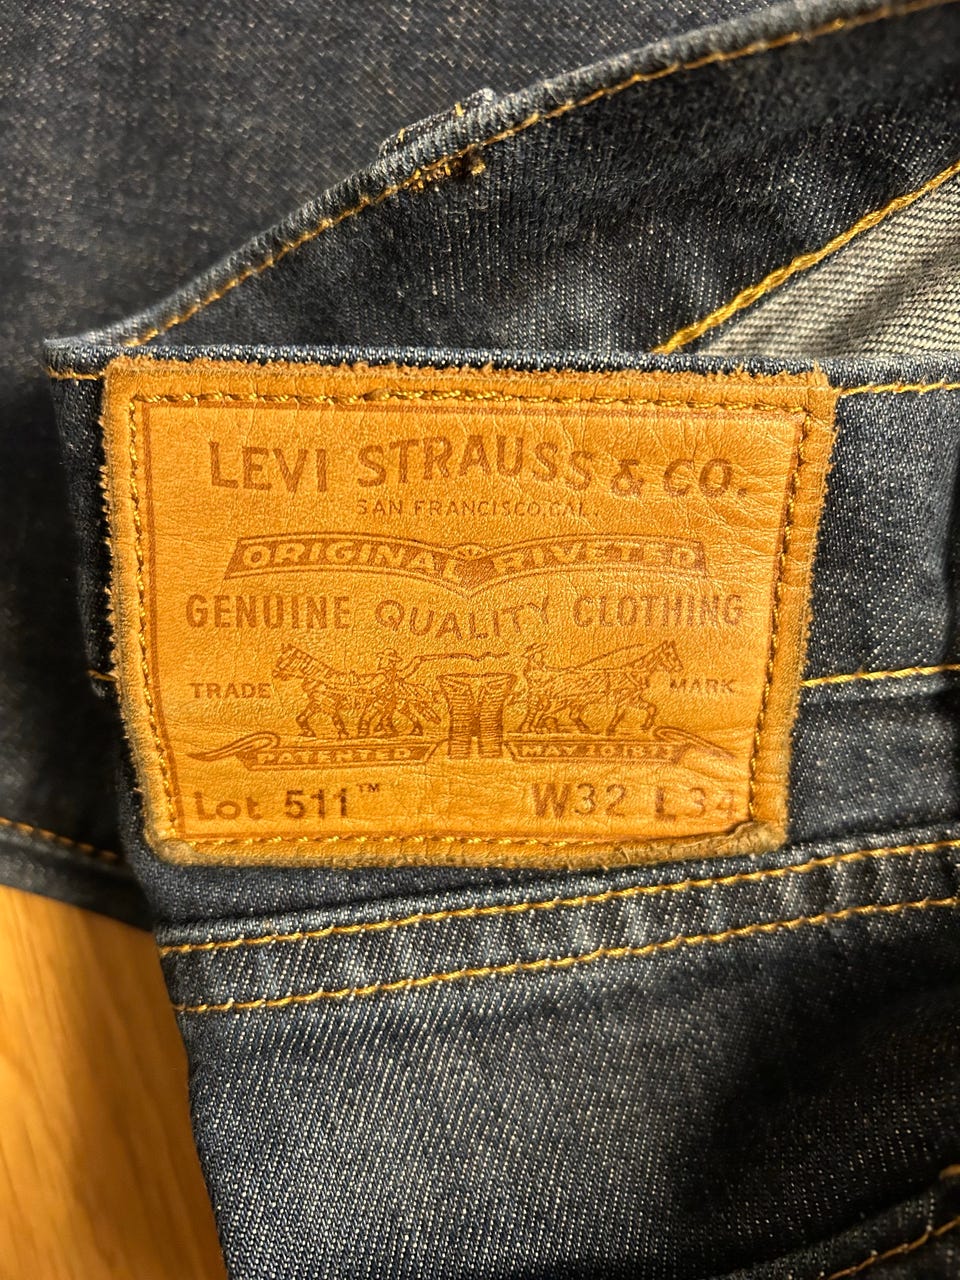 LEVI STRAUSS & CO.
SAN FRANCISCO, CAL.
ORIGINAL RIVETED
GENUINE QUALITY CLOTHING
TRADE MARK
PATENTED MAY 20 1873
Lot 511™ W32 L34